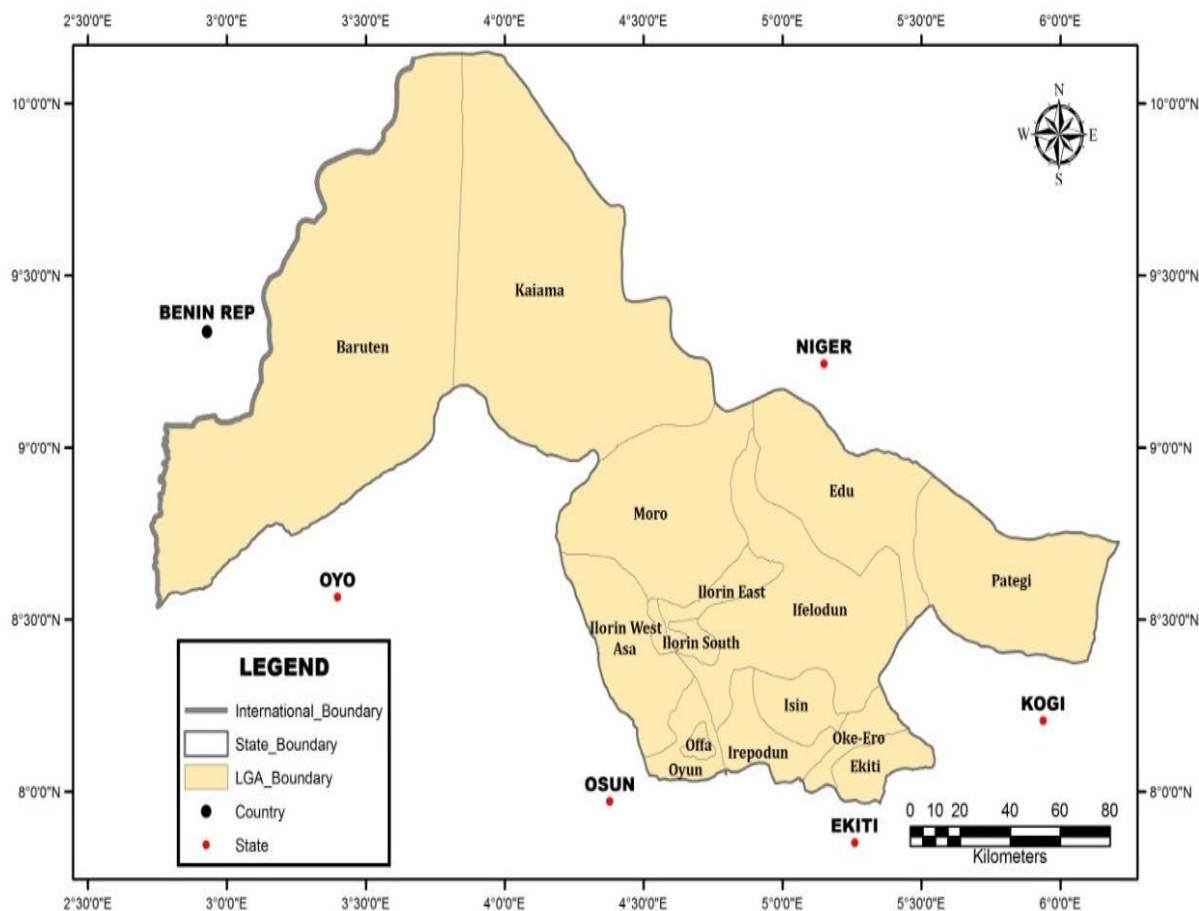 2°30'0"E 3°0'0"E 3°30'0"E 4°0'0"E 4°30'0"E 5°0'0"E 5°30'0"E 6°0'0"E
10°0'0"N 10°0'0"N
N
W E
S
9°30'0"N 9°30'0"N
Kaiama
BENIN REP
Baruten
NIGER
9°0'0"N 9°0'0"N
Edu
Moro
OYO
Pategi
Ilorin East
Ifelodun
8°30'0"N 8°30'0"N
Ilorin West
Ilorin South
Asa
LEGEND
International_Boundary
State_Boundary
LGA_Boundary
Country
State
Isin
KOGI
Oke-Ero
Offa
Irepodun
Oyun
Ekiti
OSUN
8°0'0"N 8°0'0"N
EKITI
0 10 20 40 60 80
Kilometers
2°30'0"E 3°0'0"E 3°30'0"E 4°0'0"E 4°30'0"E 5°0'0"E 5°30'0"E 6°0'0"E